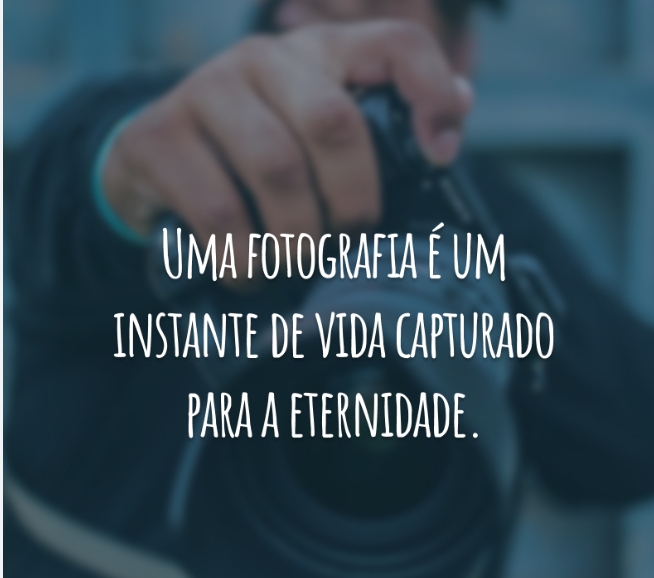 Uma fotografia é um
instante de vida capturado
para a eternidade.